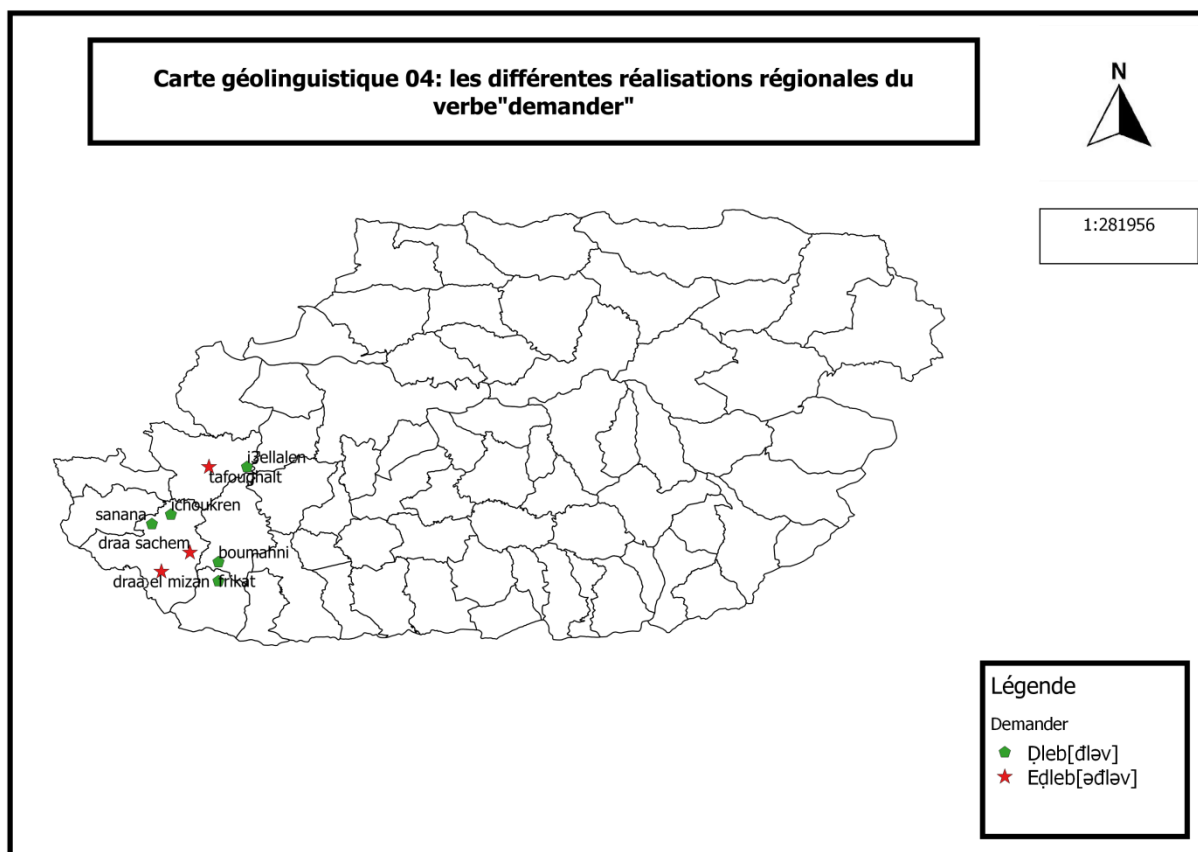 Carte géolinguistique 04: les différentes réalisations régionales du
verbe"demander"
N
1:281956
i3ellalen
tafoughalt
ichoukren
sanana
draa sachem
boumahni
draa el mizan
frikat
Légende
Demander
Ḍleb[đləv]
Eḍleb[əđləv]